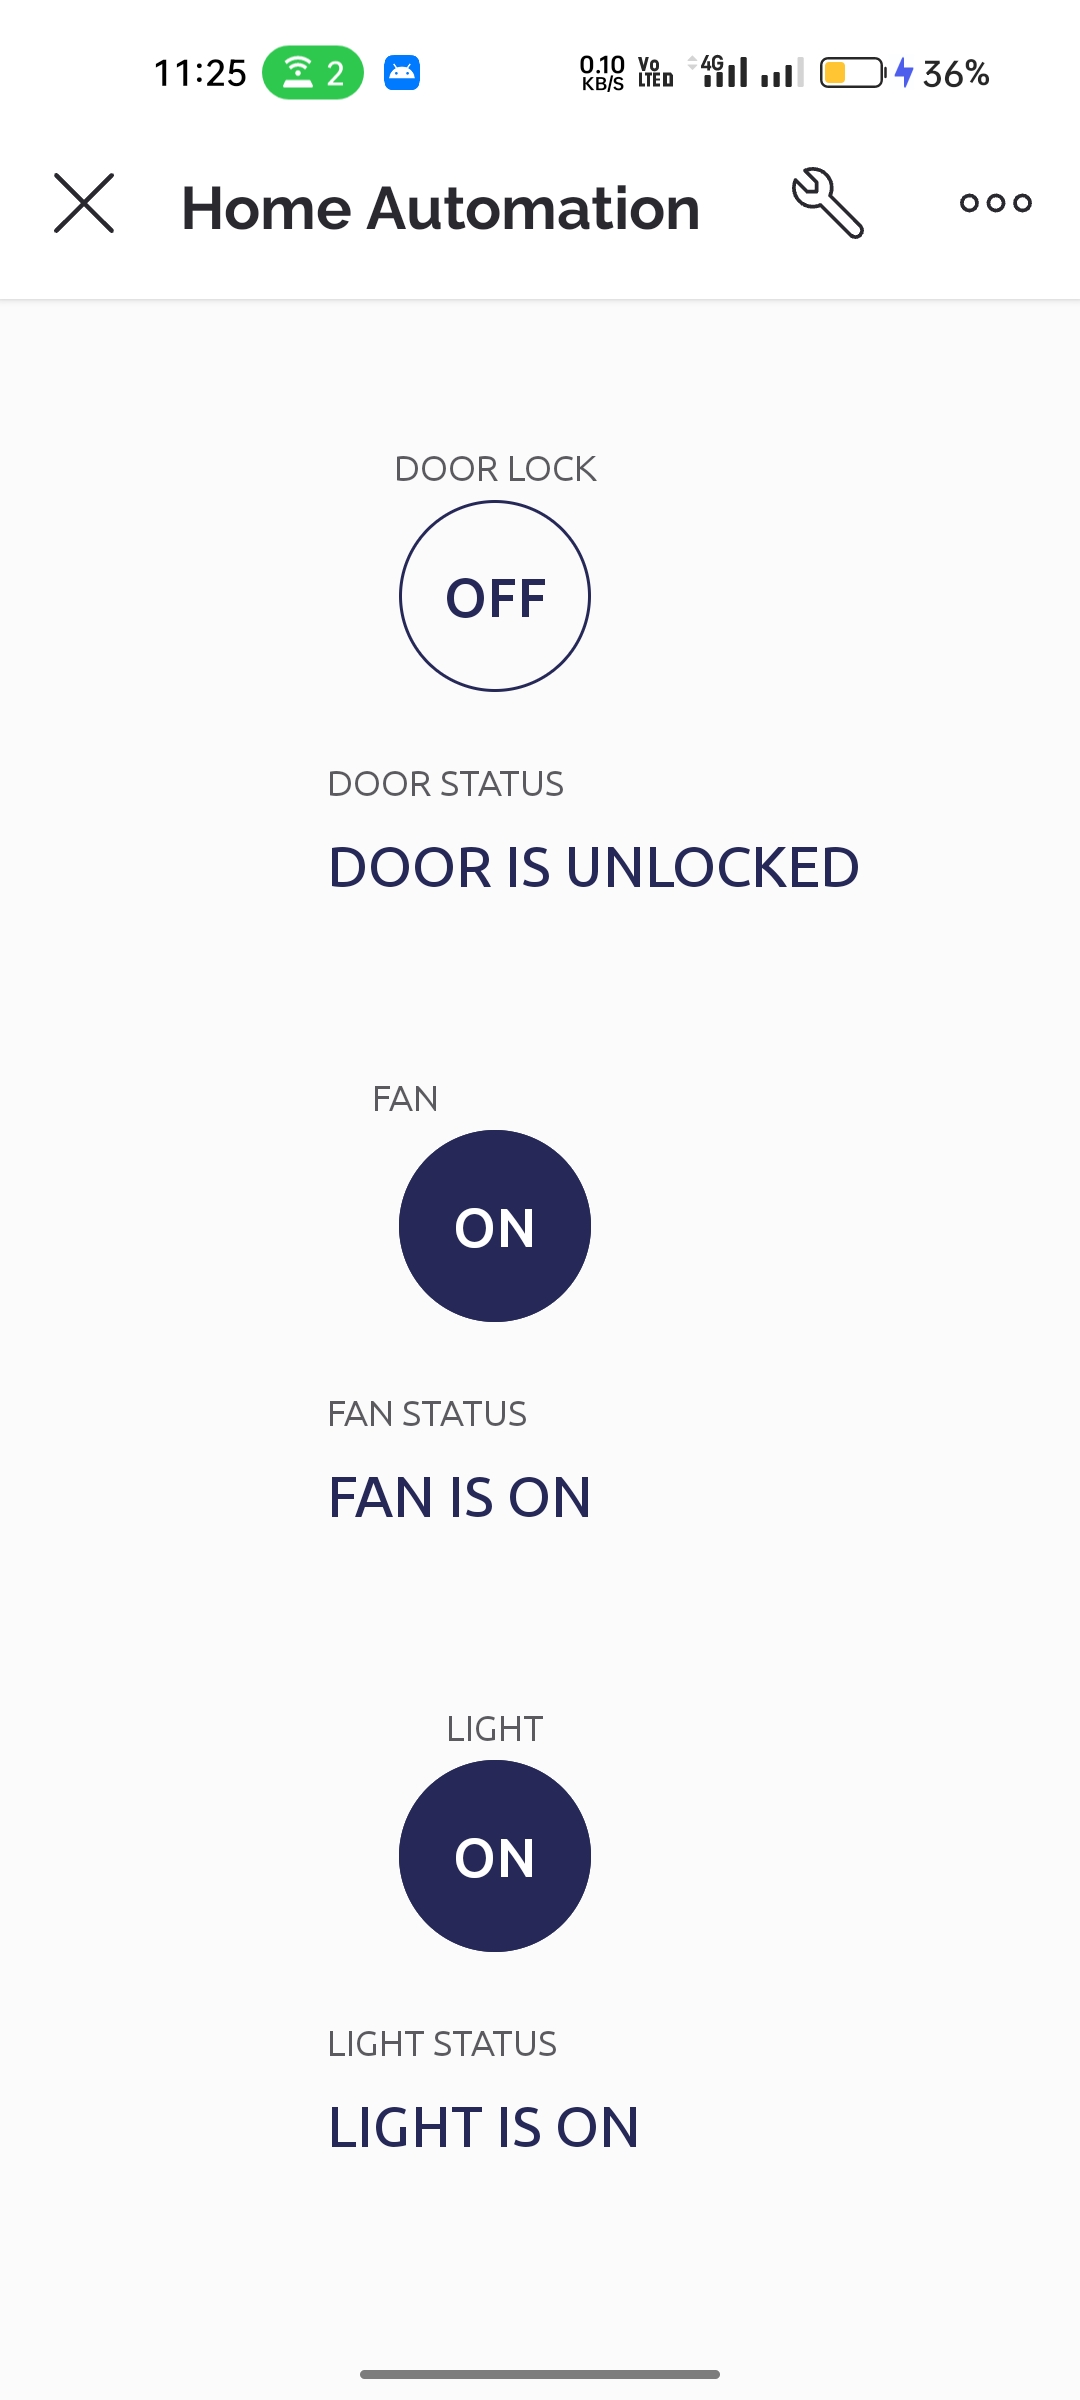 11:25 2 0.10 KB/S Vo LTED 4G 36%
Home Automation
DOOR LOCK
OFF
DOOR STATUS
DOOR IS UNLOCKED
FAN
ON
FAN STATUS
FAN IS ON
LIGHT
ON
LIGHT STATUS
LIGHT IS ON